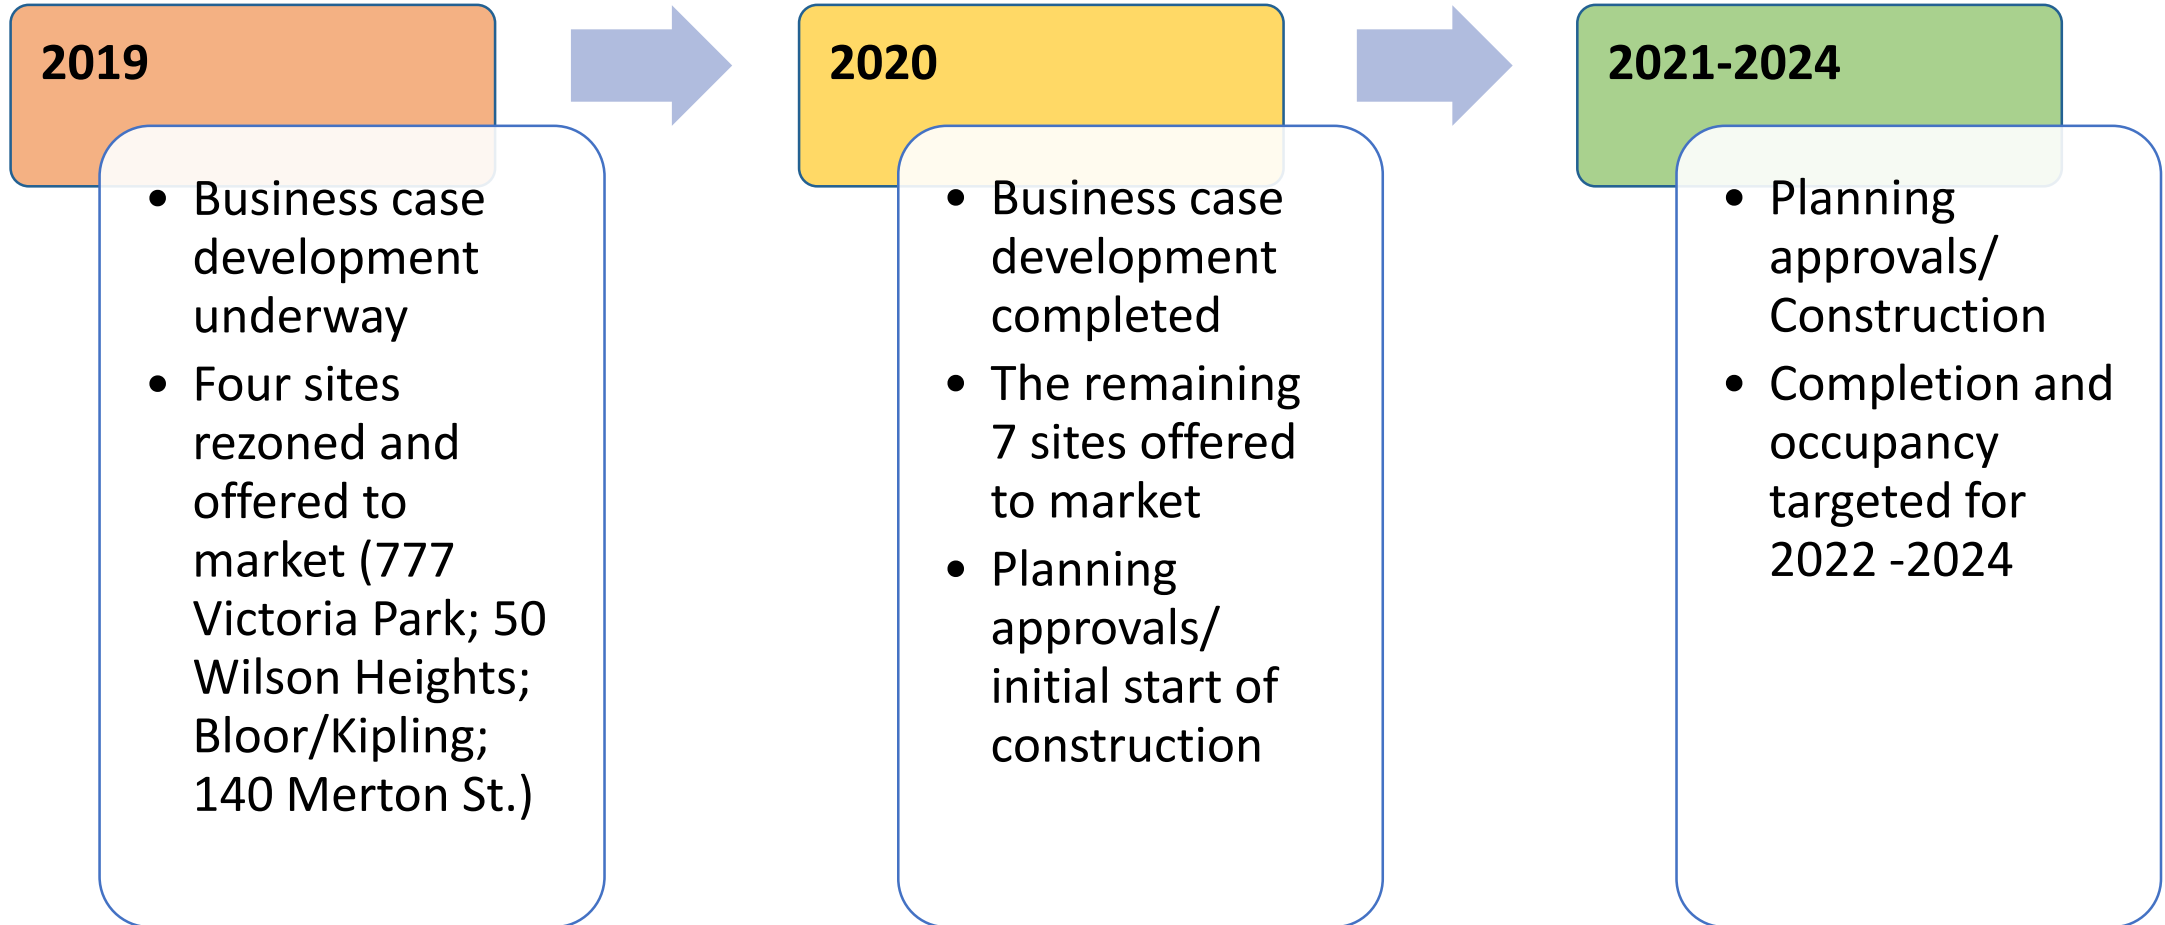 2019
• Business case
development
underway
• Four sites
rezoned and
offered to
market (777
Victoria Park; 50
Wilson Heights;
Bloor/Kipling;
140 Merton St.)
2020
• Business case
development
completed
• The remaining
7 sites offered
to market
• Planning
approvals/
initial start of
construction
2021-2024
• Planning
approvals/
Construction
• Completion and
occupancy
targeted for
2022 -2024